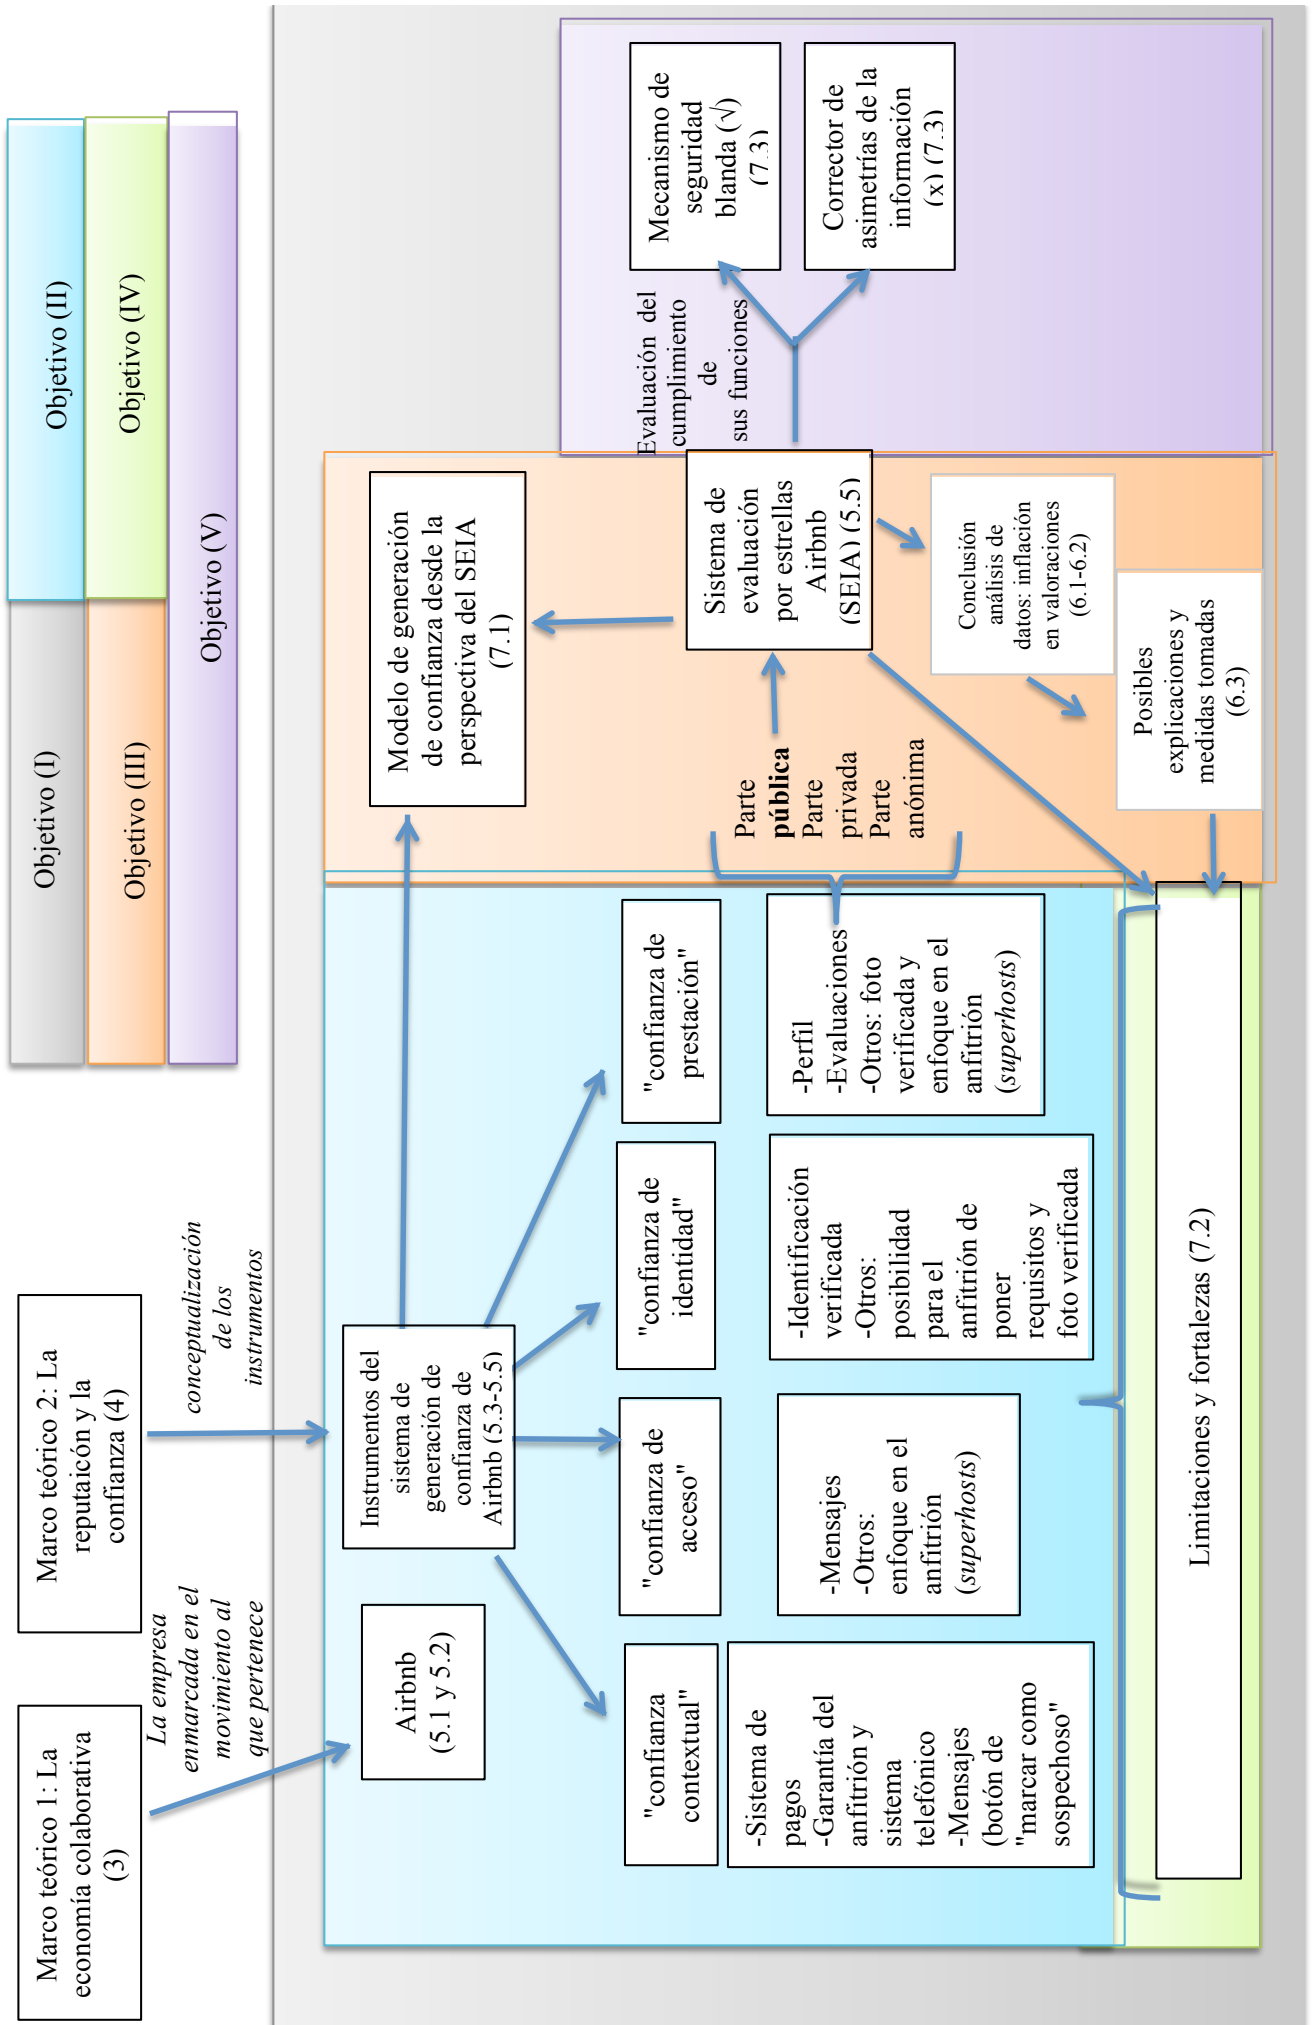 Objetivo (I)
Objetivo (II)
Objetivo (III)
Objetivo (IV)
Objetivo (V)
Marco teórico 1: La
economía colaborativa
(3)
Marco teórico 2: La
reputaicón y la
confianza (4)
La empresa
enmarcada en el
movimiento al
que pertenece
conceptualización
de los
instrumentos
Airbnb
(5.1 y 5.2)
Instrumentos del
sistema de
generación de
confianza de
Airbnb (5.3-5.5)
Modelo de generación
de confianza desde la
perspectiva del SEIA
(7.1)
"confianza
contextual"
"confianza de
acceso"
"confianza de
identidad"
"confianza de
prestación"
-Sistema de
pagos
-Garantía del
anfitrión y
sistema
telefónico
-Mensajes
(botón de
"marcar como
sospechoso"
-Mensajes
-Otros:
enfoque en el
anfitrión
(superhosts)
-Identificación
verificada
-Otros:
posibilidad
para el
anfitrión de
poner
requisitos y
foto verificada
-Perfil
-Evaluaciones
-Otros: foto
verificada y
enfoque en el
anfitrión
(superhosts)
Parte
pública
Parte
privada
Parte
anónima
Sistema de
evaluación
por estrellas
Airbnb
(SEIA) (5.5)
Evaluación del
cumplimiento
de
sus funciones
Mecanismo de
seguridad
blanda (√)
(7.3)
Corrector de
asimetrías de la
información
(x) (7.3)
Conclusión
análisis de
datos: inflación
en valoraciones
(6.1-6.2)
Posibles
explicaciones y
medidas tomadas
(6.3)
Limitaciones y fortalezas (7.2)